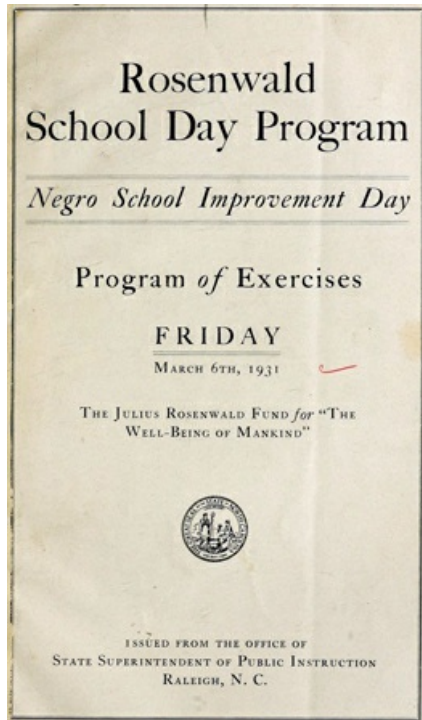 Rosenwald
School Day Program
Negro School Improvement Day
Program of Exercises
FRIDAY
MARCH 6TH, 1931
THE JULIUS ROSENWALD FUND for "THE
WELL-BEING OF MANKIND"
ISSUED FROM THE OFFICE OF
STATE SUPERINTENDENT OF PUBLIC INSTRUCTION
RALEIGH, N. C.